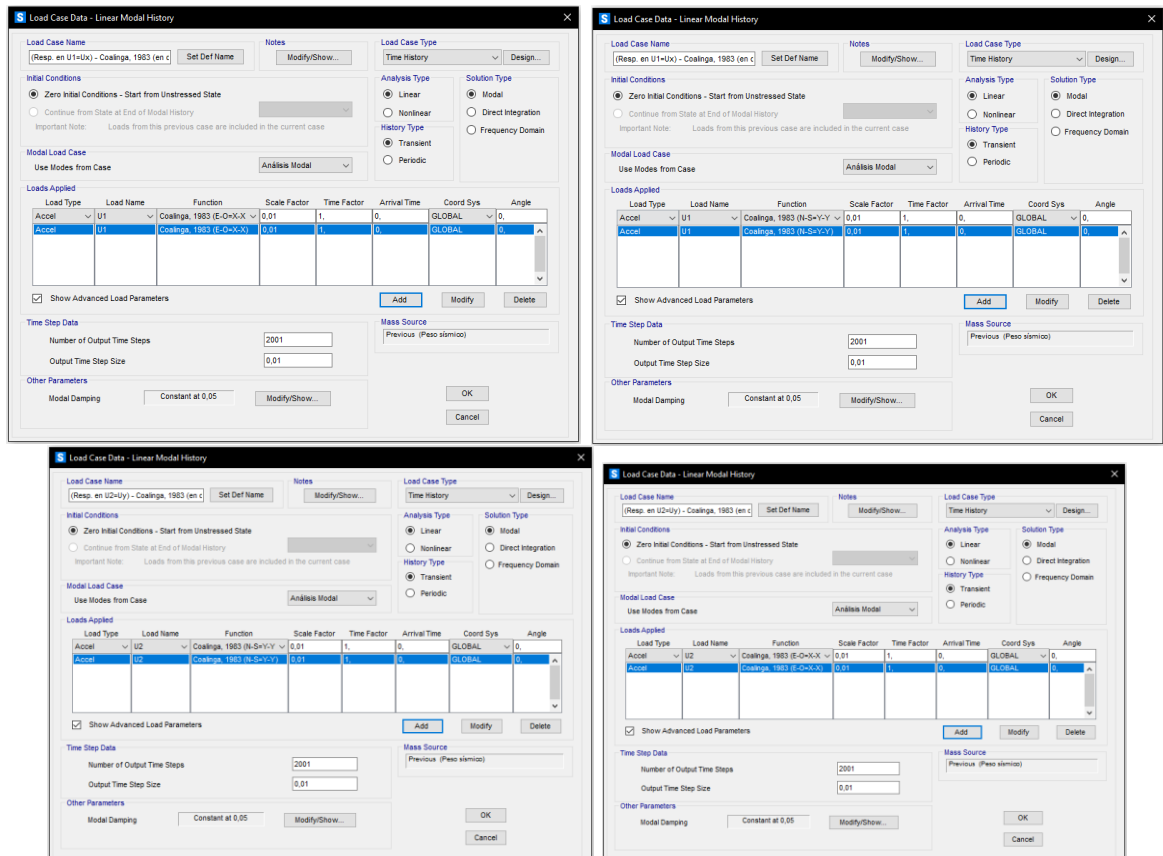 Load Case Data - Linear Modal History
Load Case Name
Notes
Load Case Type
(Resp. en U1=Ux) - Coalinga, 1983 (en c
Set Def Name
Modify/Show...
Time History
Design...
Initial Conditions
Analysis Type
Solution Type
Zero Initial Conditions - Start from Unstressed State
Linear
Modal
Continue from State at End of Modal History
Nonlinear
Direct Integration
Important Note: Loads from this previous case are included in the current case
History Type
Frequency Domain
Transient
Modal Load Case
Periodic
Use Modes from Case
Análisis Modal
Loads Applied
Load Type Load Name Function Scale Factor Time Factor Arrival Time Coord Sys Angle
Accel U1 Coalinga, 1983 (E-O=X-X 0,01 1, 0, GLOBAL 0,
Accel U1 Coalinga, 1983 (E-O=X-X) 0,01 1, 0, GLOBAL 0,
Show Advanced Load Parameters
Add
Modify
Delete
Time Step Data
Mass Source
Number of Output Time Steps
2001
Previous (Peso sísmico)
Output Time Step Size
0,01
Other Parameters
Modal Damping
Constant at 0,05
Modify/Show...
OK
Cancel
Load Case Data - Linear Modal History
Load Case Name
Notes
Load Case Type
(Resp. en U1=Ux) - Coalinga, 1983 (en c
Set Def Name
Modify/Show...
Time History
Design...
Initial Conditions
Analysis Type
Solution Type
Zero Initial Conditions - Start from Unstressed State
Linear
Modal
Continue from State at End of Modal History
Nonlinear
Direct Integration
Important Note: Loads from this previous case are included in the current case
History Type
Frequency Domain
Transient
Modal Load Case
Periodic
Use Modes from Case
Análisis Modal
Loads Applied
Load Type Load Name Function Scale Factor Time Factor Arrival Time Coord Sys Angle
Accel U1 Coalinga, 1983 (N-S=Y-Y 0,01 1, 0, GLOBAL 0,
Accel U1 Coalinga, 1983 (N-S=Y-Y) 0,01 1, 0, GLOBAL 0,
Show Advanced Load Parameters
Add
Modify
Delete
Time Step Data
Mass Source
Number of Output Time Steps
2001
Previous (Peso sísmico)
Output Time Step Size
0,01
Other Parameters
Modal Damping
Constant at 0,05
Modify/Show...
OK
Cancel
Load Case Data - Linear Modal History
Load Case Name
Notes
Load Case Type
(Resp. en U2=Uy) - Coalinga, 1983 (en c
Set Def Name
Modify/Show...
Time History
Design...
Initial Conditions
Analysis Type
Solution Type
Zero Initial Conditions - Start from Unstressed State
Linear
Modal
Continue from State at End of Modal History
Nonlinear
Direct Integration
Important Note: Loads from this previous case are included in the current case
History Type
Frequency Domain
Transient
Modal Load Case
Periodic
Use Modes from Case
Análisis Modal
Loads Applied
Load Type Load Name Function Scale Factor Time Factor Arrival Time Coord Sys Angle
Accel U2 Coalinga, 1983 (N-S=Y-Y 0,01 1, 0, GLOBAL 0,
Accel U2 Coalinga, 1983 (N-S=Y-Y) 0,01 1, 0, GLOBAL 0,
Show Advanced Load Parameters
Add
Modify
Delete
Time Step Data
Mass Source
Number of Output Time Steps
2001
Previous (Peso sísmico)
Output Time Step Size
0,01
Other Parameters
Modal Damping
Constant at 0,05
Modify/Show...
OK
Cancel
Load Case Data - Linear Modal History
Load Case Name
Notes
Load Case Type
(Resp. en U2=Uy) - Coalinga, 1983 (en c
Set Def Name
Modify/Show...
Time History
Design...
Initial Conditions
Analysis Type
Solution Type
Zero Initial Conditions - Start from Unstressed State
Linear
Modal
Continue from State at End of Modal History
Nonlinear
Direct Integration
Important Note: Loads from this previous case are included in the current case
History Type
Frequency Domain
Transient
Modal Load Case
Periodic
Use Modes from Case
Análisis Modal
Loads Applied
Load Type Load Name Function Scale Factor Time Factor Arrival Time Coord Sys Angle
Accel U2 Coalinga, 1983 (E-O=X-X 0,01 1, 0, GLOBAL 0,
Accel U2 Coalinga, 1983 (E-O=X-X) 0,01 1, 0, GLOBAL 0,
Show Advanced Load Parameters
Add
Modify
Delete
Time Step Data
Mass Source
Number of Output Time Steps
2001
Previous (Peso sísmico)
Output Time Step Size
0,01
Other Parameters
Modal Damping
Constant at 0,05
Modify/Show...
OK
Cancel